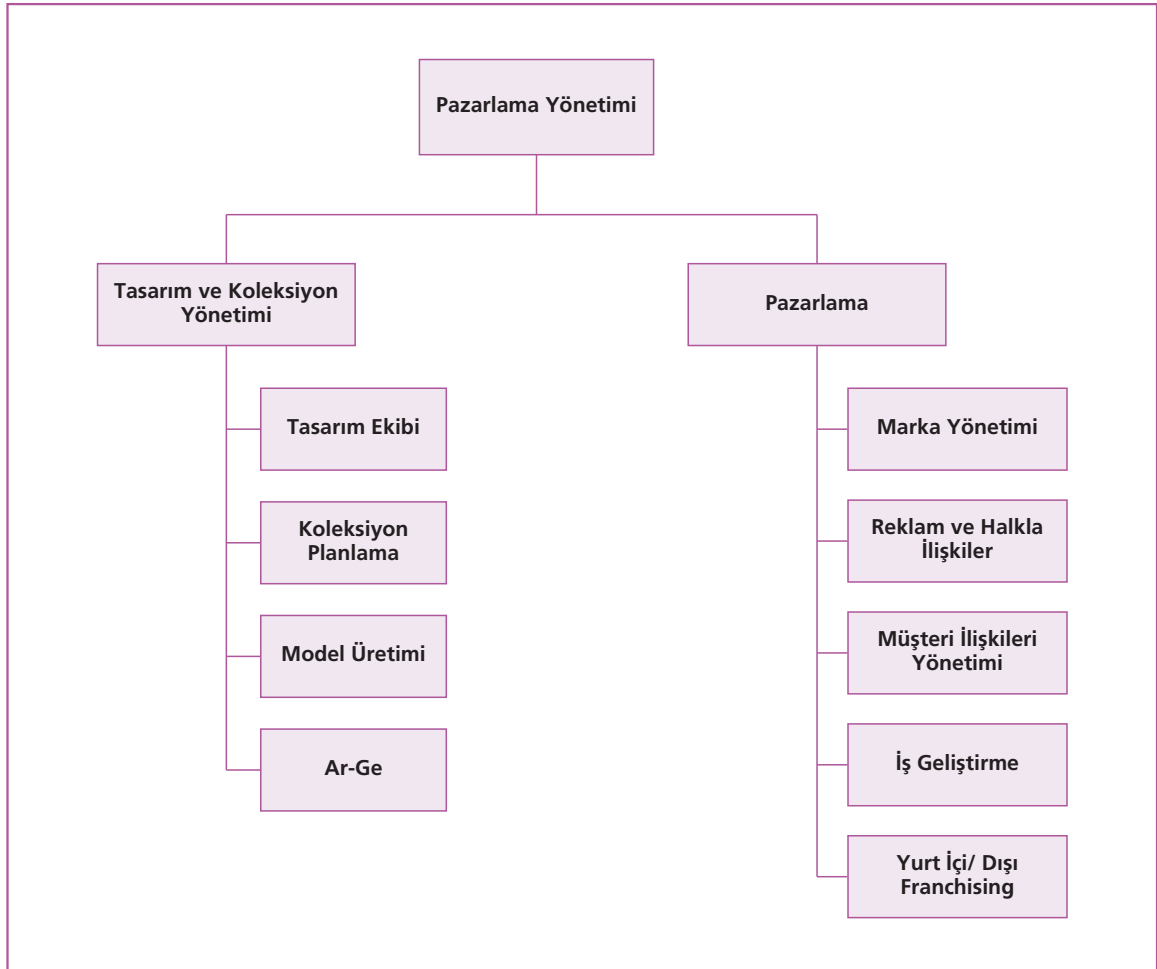 Pazarlama Yönetimi
Tasarım ve Koleksiyon
Yönetimi
Tasarım Ekibi
Koleksiyon
Planlama
Model Üretimi
Ar-Ge
Pazarlama
Marka Yönetimi
Reklam ve Halkla
İlişkiler
Müşteri İlişkileri
Yönetimi
İş Geliştirme
Yurt İçi/ Dışı
Franchising